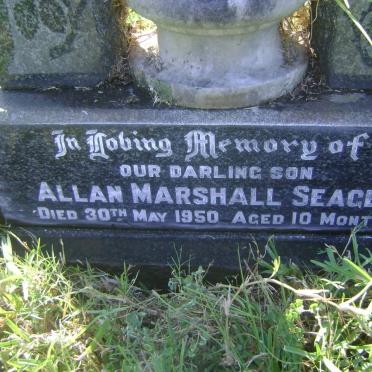 In Loving Memory of
OUR DARLING SON
ALLAN MARSHALL SEAGE
DIED 30TH MAY 1950 AGED 10 MONT